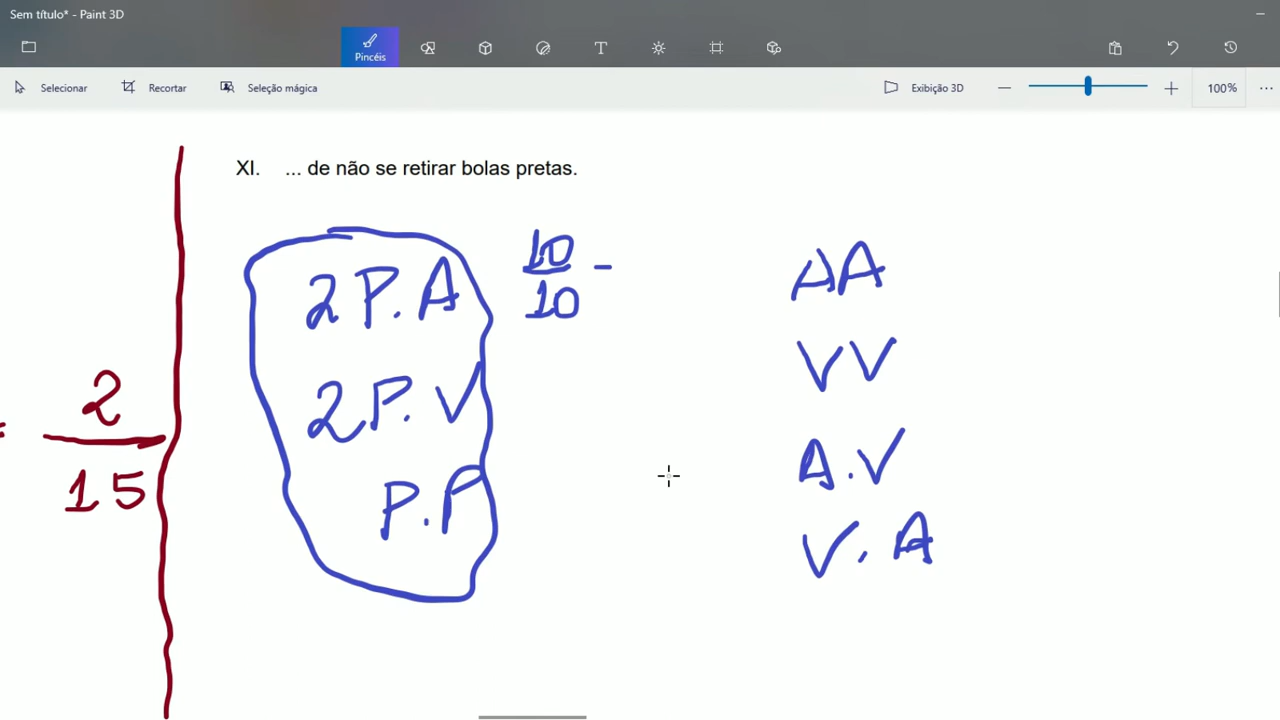 Sem título* - Paint 3D
Pincéis
Selecionar Recortar Seleção mágica Exibição 3D 100%
XI. ... de não se retirar bolas pretas.
2P.A
2P.V
P.P
10
10
-
AA
VV
A.V
V.A
=
2
15